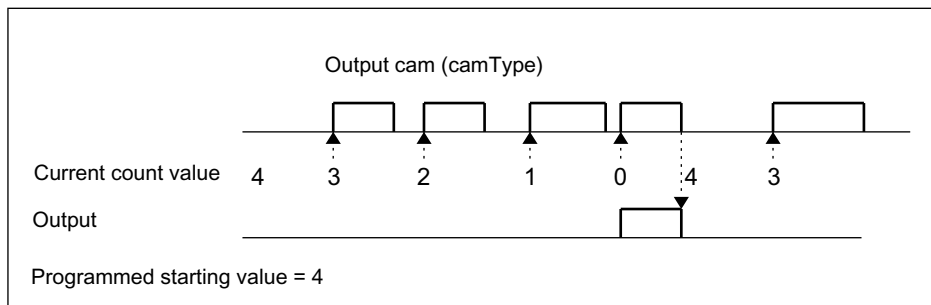 Output cam (camType)
Current count value 4 3 2 1 0 4 3
Output
Programmed starting value = 4